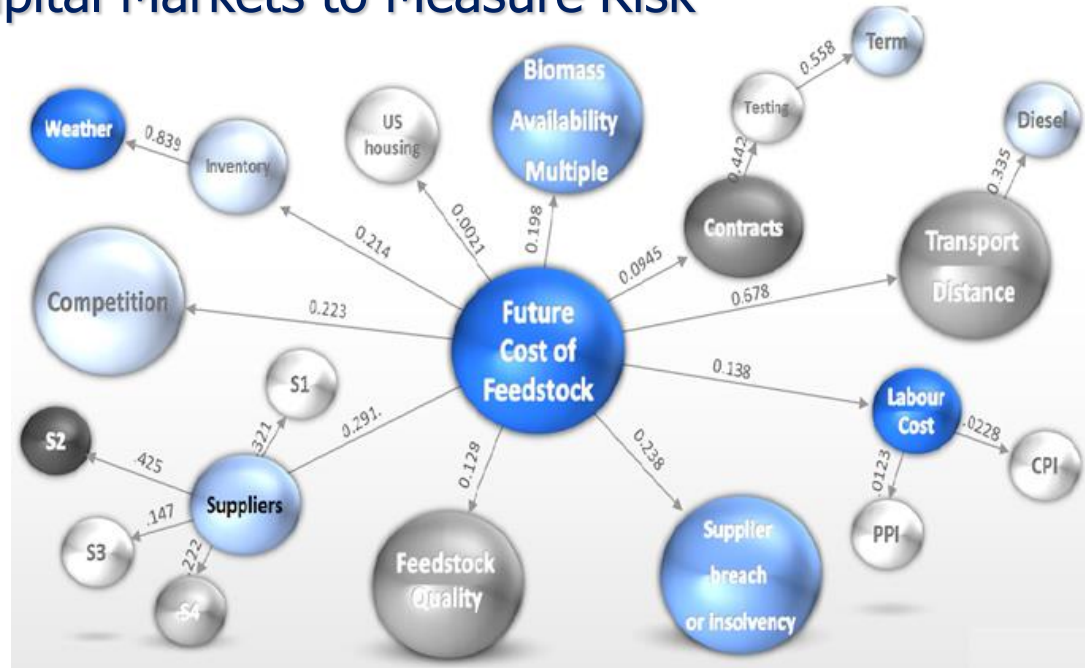 pital Markets to Measure Risk
Term
0.558
Biomass
Availability
Multiple
Testing
Weather
0.839
Inventory
US
housing
Diesel
0.442
0.335
0.0021
0.198
Contracts
0.214
0.0945
Transport
Distance
0.678
Competition
0.223
Future
Cost of
Feedstock
0.138
S1
Labour
Cost
.0228
S2
.321
0.291.
.425
0.129
0.238
CPI
.0123
Suppliers
.147
S3
.222
PPI
Supplier
breach
or insolvency
Feedstock
Quality
S4